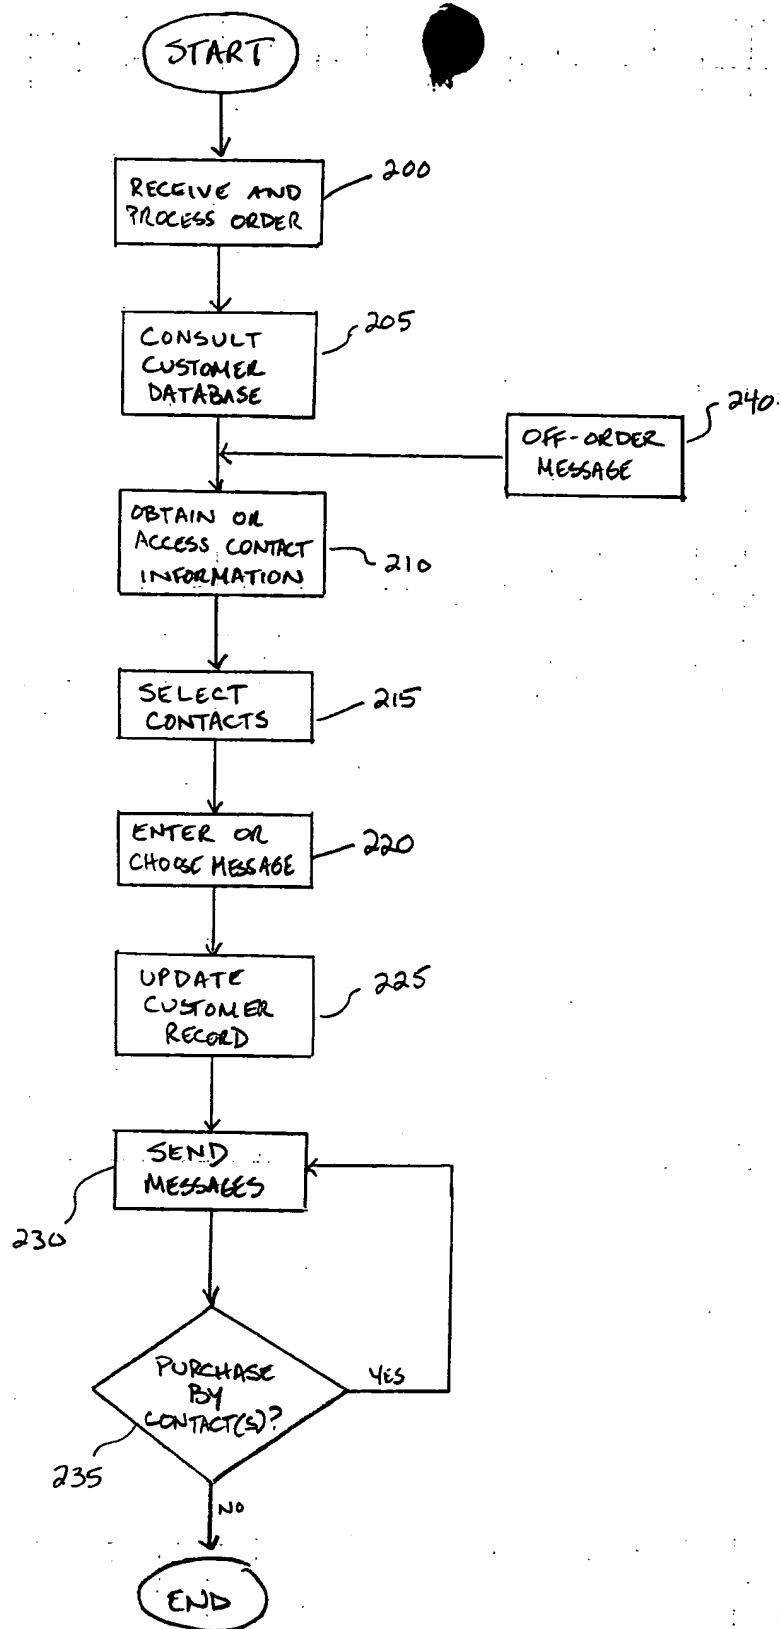 START
RECEIVE AND
PROCESS ORDER
200
CONSULT
CUSTOMER
DATABASE
205
OFF-ORDER
MESSAGE
240
OBTAIN OR
ACCESS CONTACT
INFORMATION
210
SELECT
CONTACTS
215
ENTER OR
CHOOSE MESSAGE
220
UPDATE
CUSTOMER
RECORD
225
SEND
MESSAGES
230
PURCHASE
BY
CONTACT(S)?
YES
235
NO
END